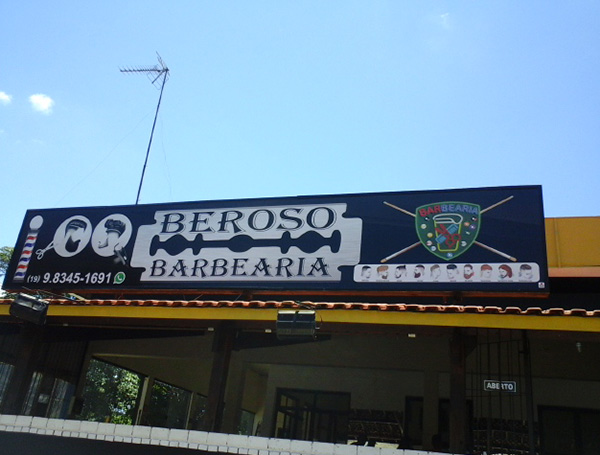 BEROSO
BARBEARIA
(19) 9.8345-1691
BARBEARIA
ABERTO